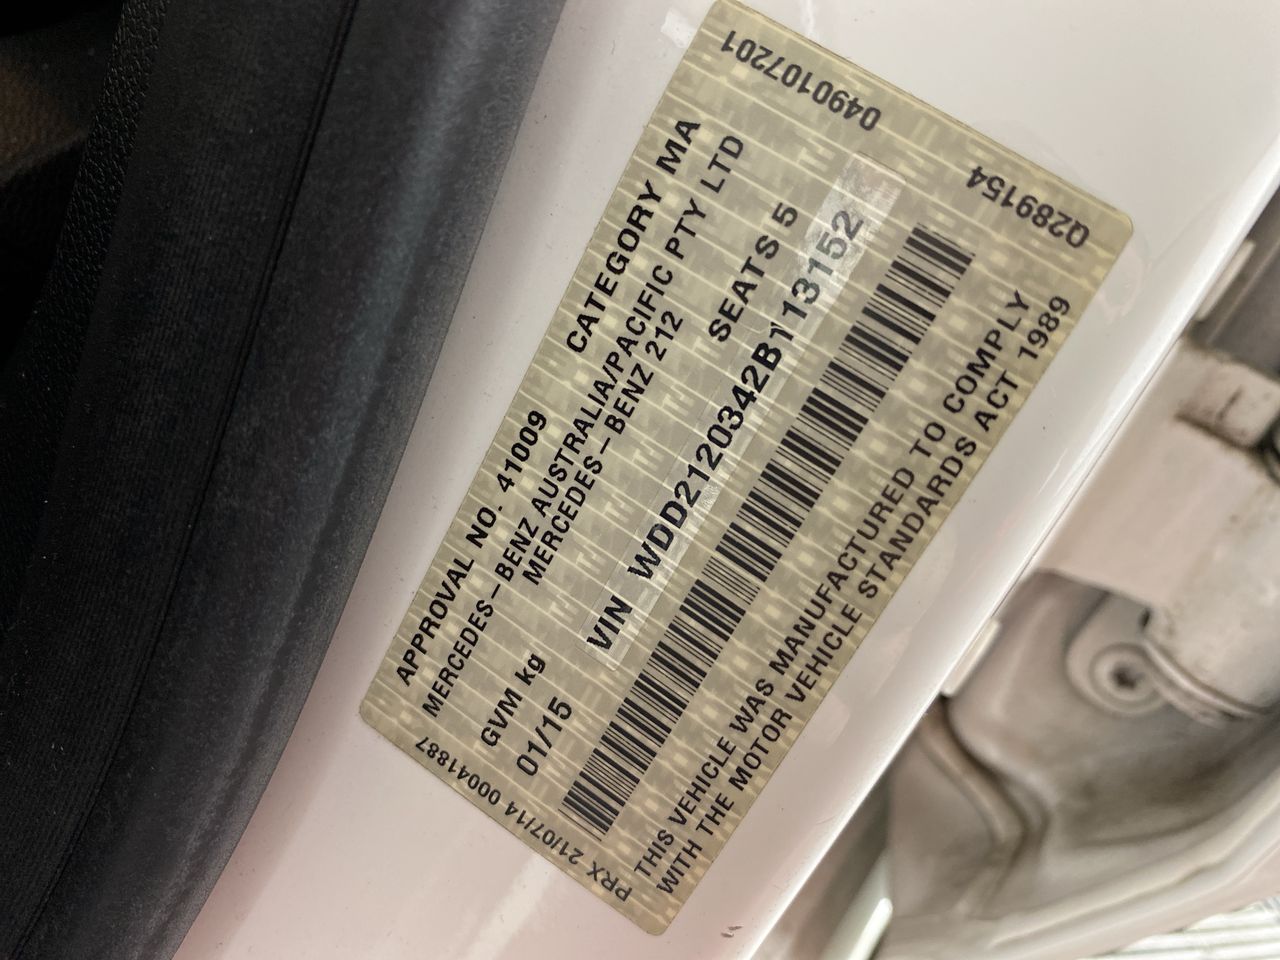 APPROVAL NO. 41009 CATEGORY MA
MERCEDES-BENZ AUSTRALIA/PACIFIC PTY LTD
MERCEDES-BENZ 212
GVM kg SEATS 5
01/15 VIN WDD2120342B113152
THIS VEHICLE WAS MANUFACTURED TO COMPLY
WITH THE MOTOR VEHICLE STANDARDS ACT 1989
PRX 21/07/14 00041887
0490107201
Q289154